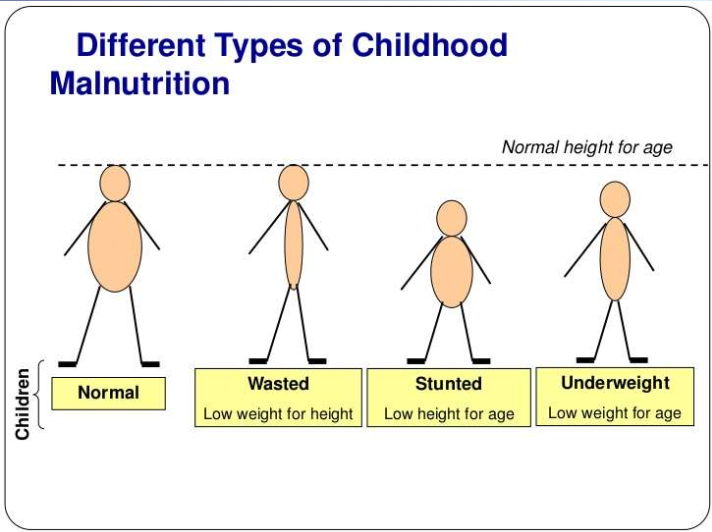 Different Types of Childhood
Malnutrition
Normal height for age
Children
Normal
Wasted
Low weight for height
Stunted
Low height for age
Underweight
Low weight for age